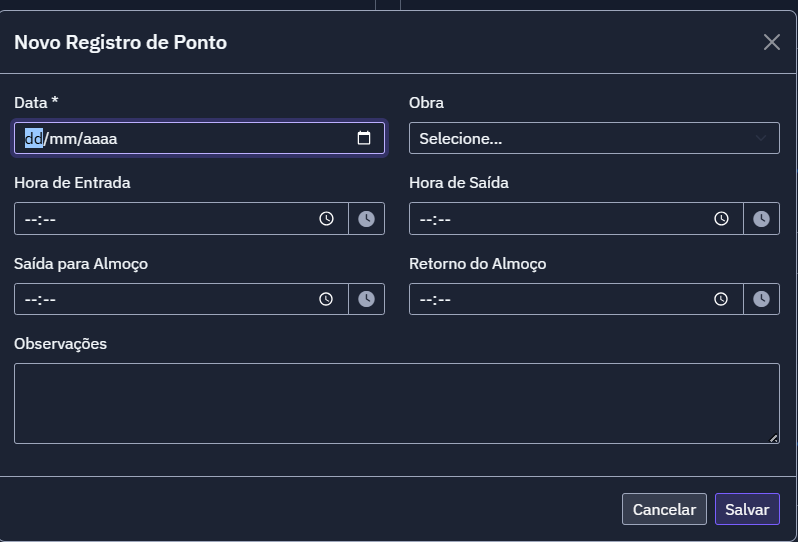 Novo Registro de Ponto
Data *
Obra
dd/mm/aaaa
Selecione...
Hora de Entrada
Hora de Saída
--:--
--:--
Saída para Almoço
Retorno do Almoço
--:--
--:--
Observações
Cancelar
Salvar